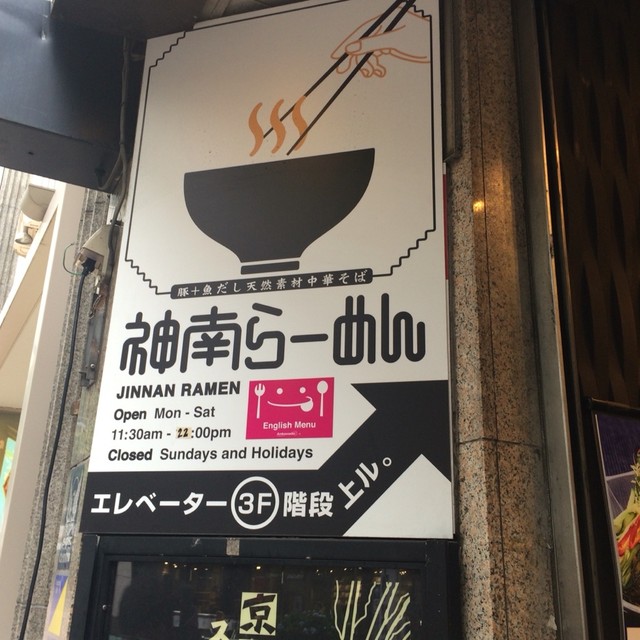 豚+魚だし天然素材中華そば
神南らーめん
JINNAN RAMEN
Open Mon - Sat
11:30am - 22:00pm
Closed Sundays and Holidays
English Menu
エレベーター 3F 階段 上ル。
京